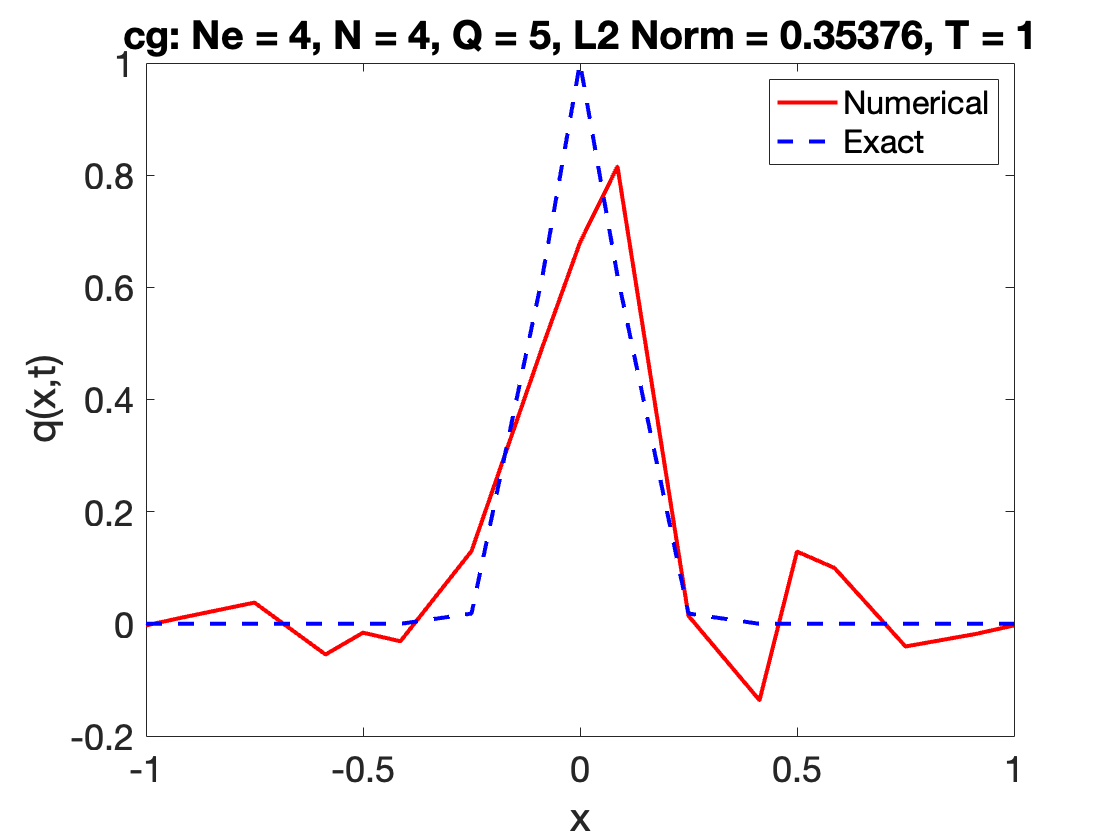 cg: Ne = 4, N = 4, Q = 5, L2 Norm = 0.35376, T = 1
Numerical
Exact
1
0.8
0.6
0.4
0.2
0
-0.2
q(x,t)
-1
-0.5
0
0.5
1
x